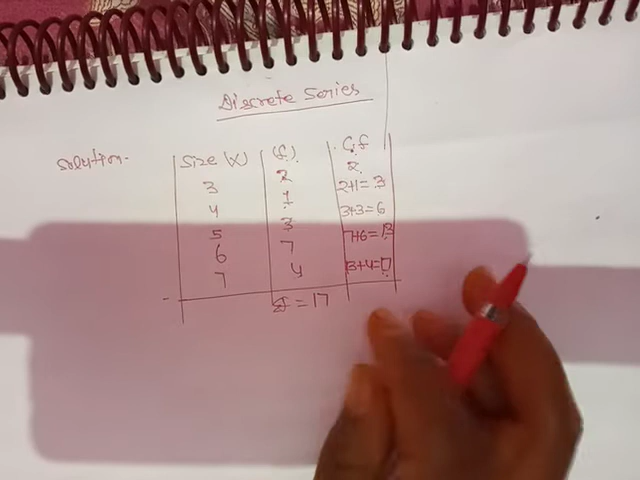 Discrete Series
Solution.
Size (x) (f) C.f
3 2 2
4 1 2+1=3
5 3 3+3=6
6 7 7+6=13
7 4 13+4=17
= 17